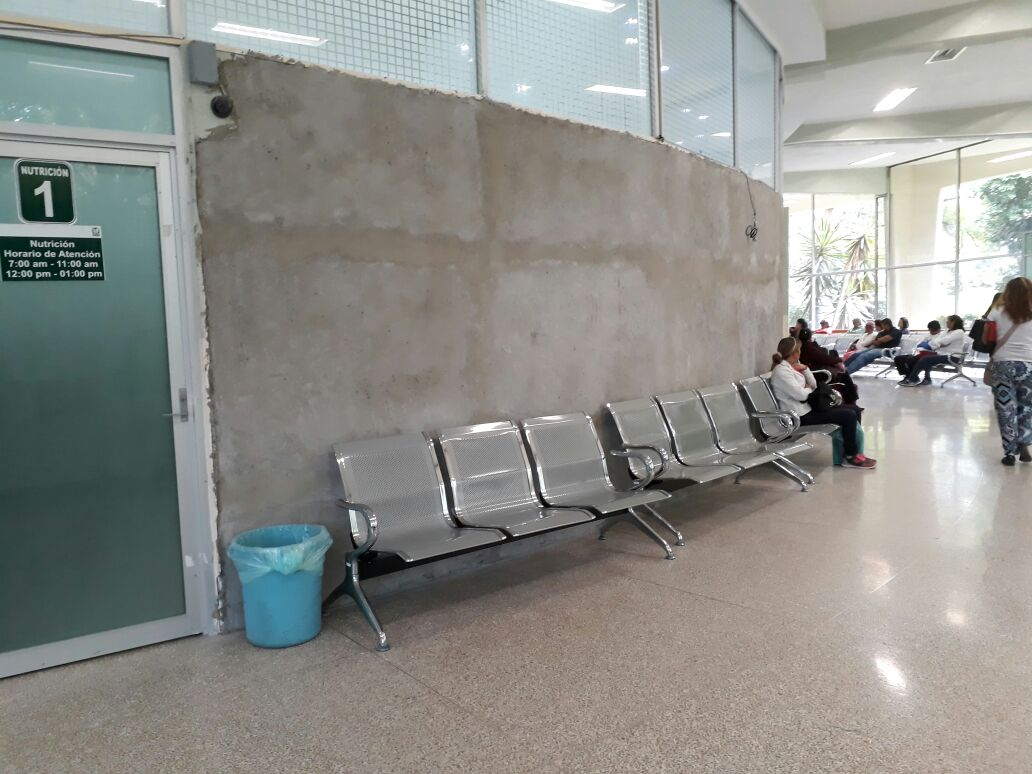 NUTRICIÓN
1
Nutrición
Horario de Atención
7:00 am - 11:00 am
12:00 pm - 01:00 pm